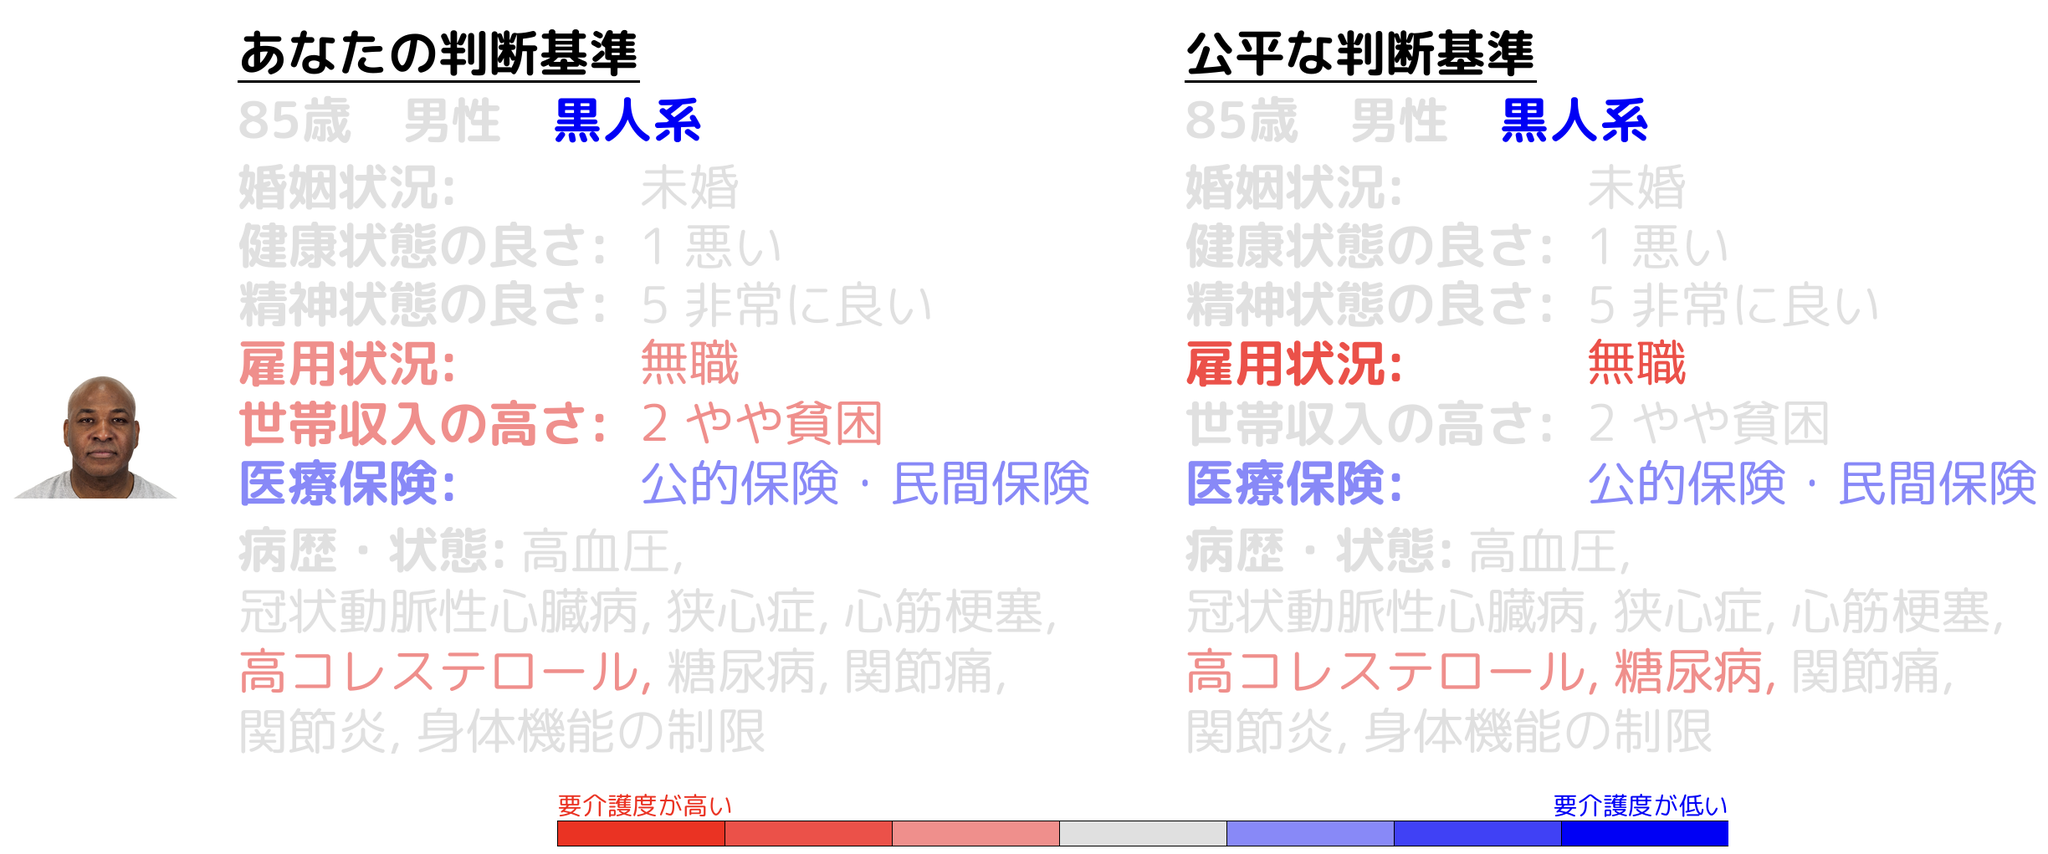 あなたの判断基準
85歳 男性 黒人系
婚姻状況: 未婚
健康状態の良さ: 1 悪い
精神状態の良さ: 5 非常に良い
雇用状況: 無職
世帯収入の高さ: 2 やや貧困
医療保険: 公的保険・民間保険
病歴・状態: 高血圧,
冠状動脈性心臓病, 狭心症, 心筋梗塞,
高コレステロール, 糖尿病, 関節痛,
関節炎, 身体機能の制限
公平な判断基準
85歳 男性 黒人系
婚姻状況: 未婚
健康状態の良さ: 1 悪い
精神状態の良さ: 5 非常に良い
雇用状況: 無職
世帯収入の高さ: 2 やや貧困
医療保険: 公的保険・民間保険
病歴・状態: 高血圧,
冠状動脈性心臓病, 狭心症, 心筋梗塞,
高コレステロール, 糖尿病, 関節痛,
関節炎, 身体機能の制限
要介護度が高い
要介護度が低い